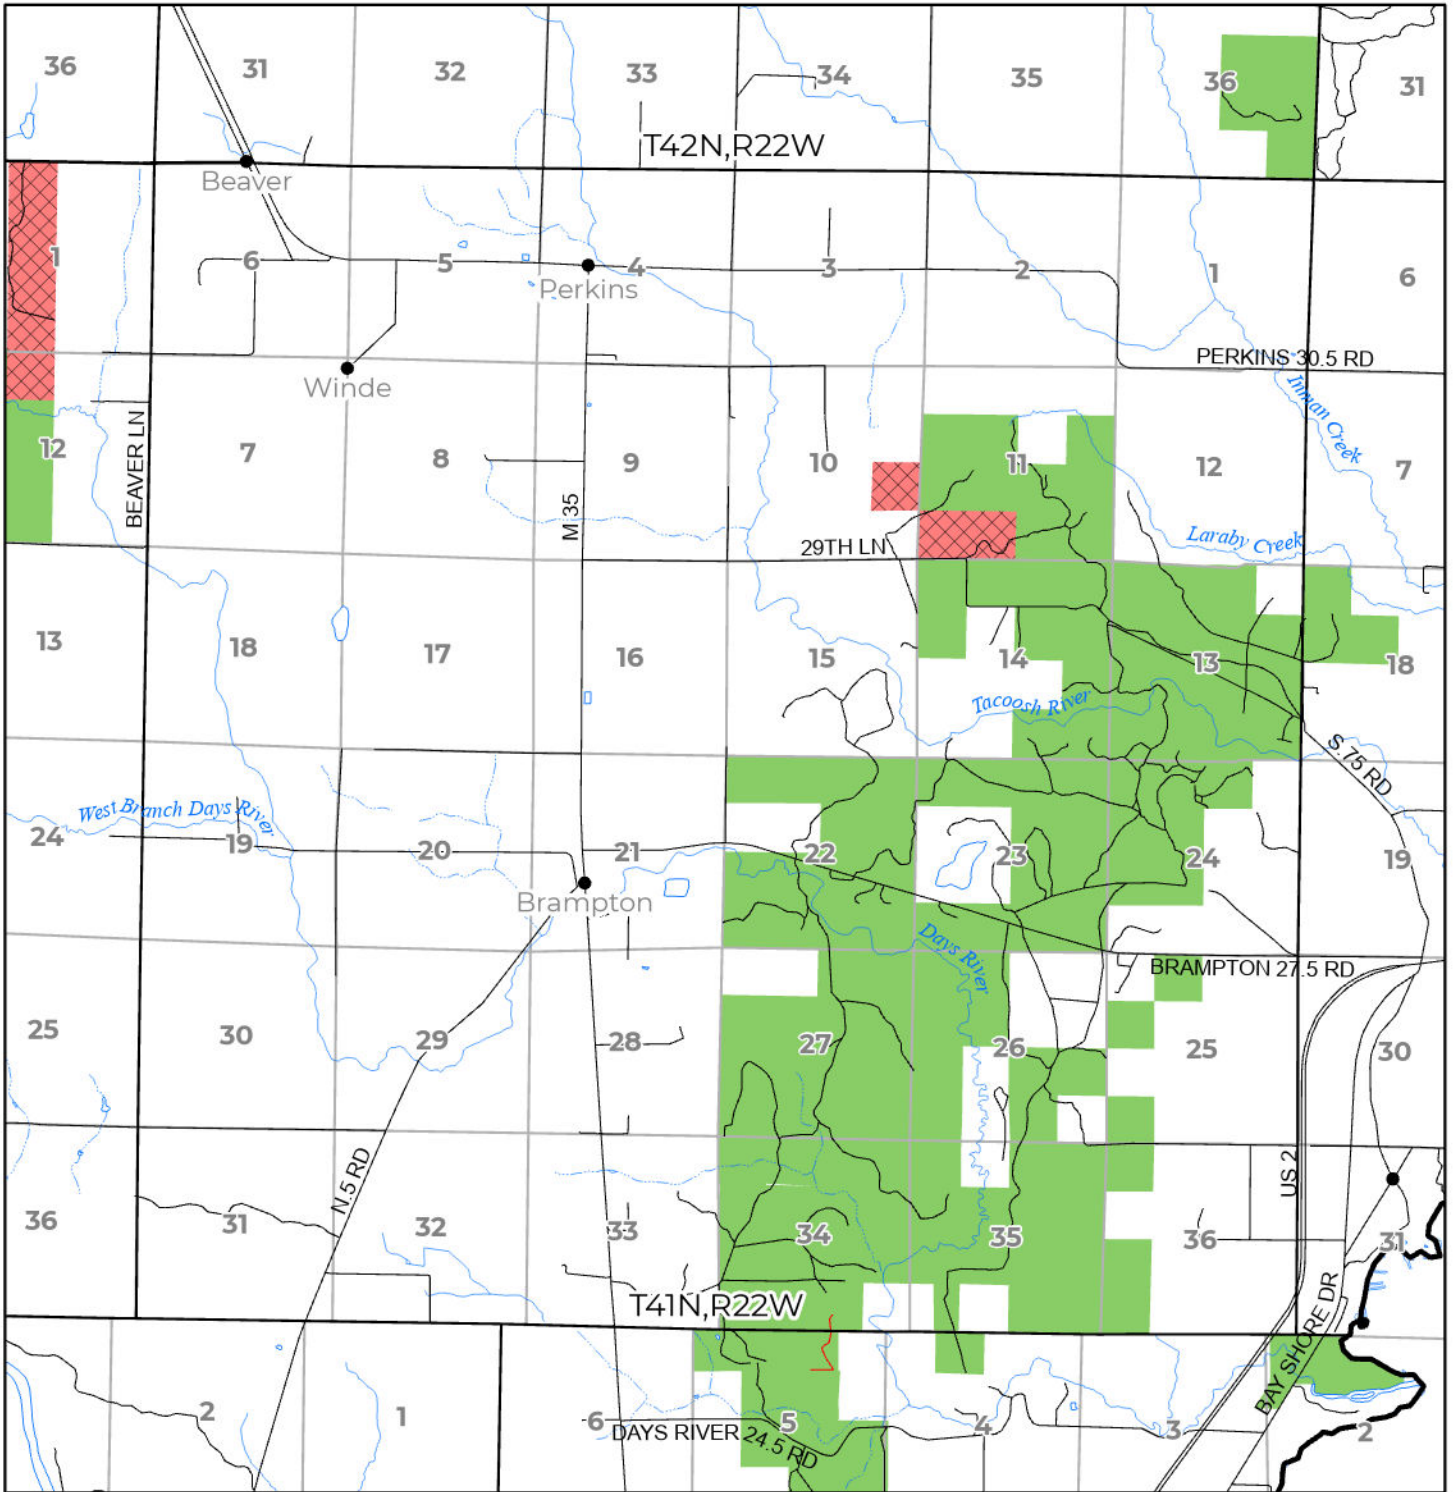 36 31 32 33 34 35 36 31
T42N,R22W
Beaver
1 6 5 4 3 2 1 6
Perkins
PERKINS 30.5 RD
Winde
Inman Creek
12 7 8 9 10 11 12 7
BEAVER LN
M 35
29TH LN
Laraby Creek
13 18 17 16 15 14 13 18
Tacoosh River
S.75 RD
West Branch Days River
24 19 20 21 22 23 24 19
Brampton
Days River
BRAMPTON 27.5 RD
25 30 29 28 27 26 25 30
N.5 RD
US 2
36 31 32 33 34 35 36 31
T41N,R22W
BAY SHORE DR
2 1 6 5 4 3 2
DAYS RIVER 24.5 RD